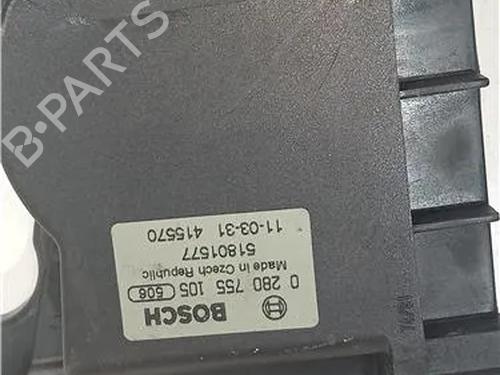 BOSCH
0 280 755 105 506
Made in Czech Republic
51801577
11-03-31 415570
B-PARTS